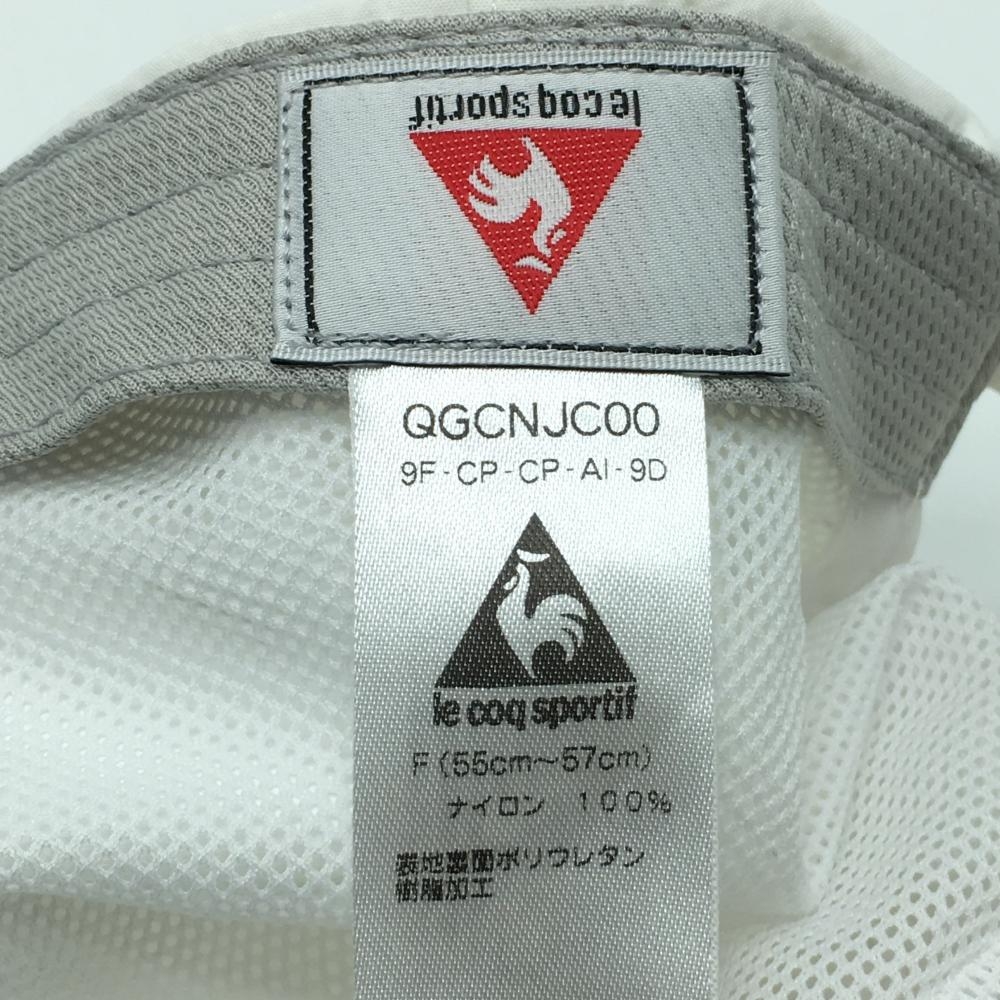 le coq sportif
QGCNJC00
9F-CP-CP-AI-9D
le coq sportif
F(55cm～57cm)
ナイロン 100%
表地裏面ポリウレタン
樹脂加工